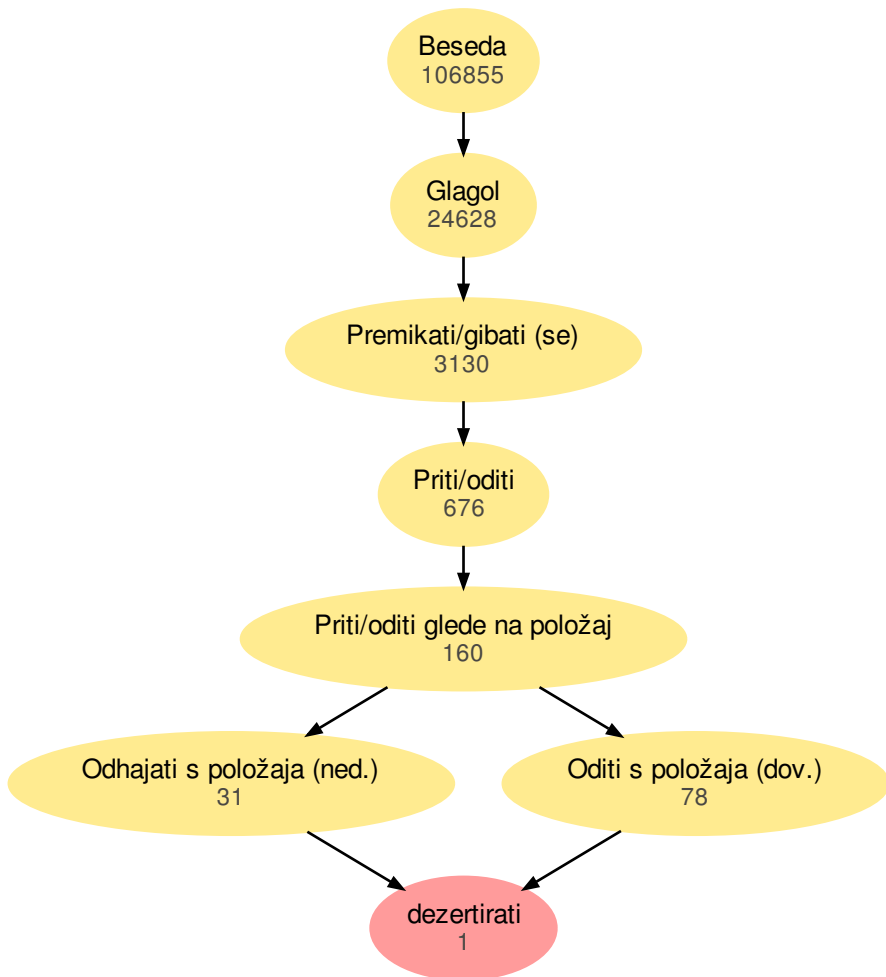 Beseda
106855
Glagol
24628
Premikati/gibati (se)
3130
Priti/oditi
676
Priti/oditi glede na položaj
160
Odhajati s položaja (ned.)
31
Oditi s položaja (dov.)
78
dezertirati
1